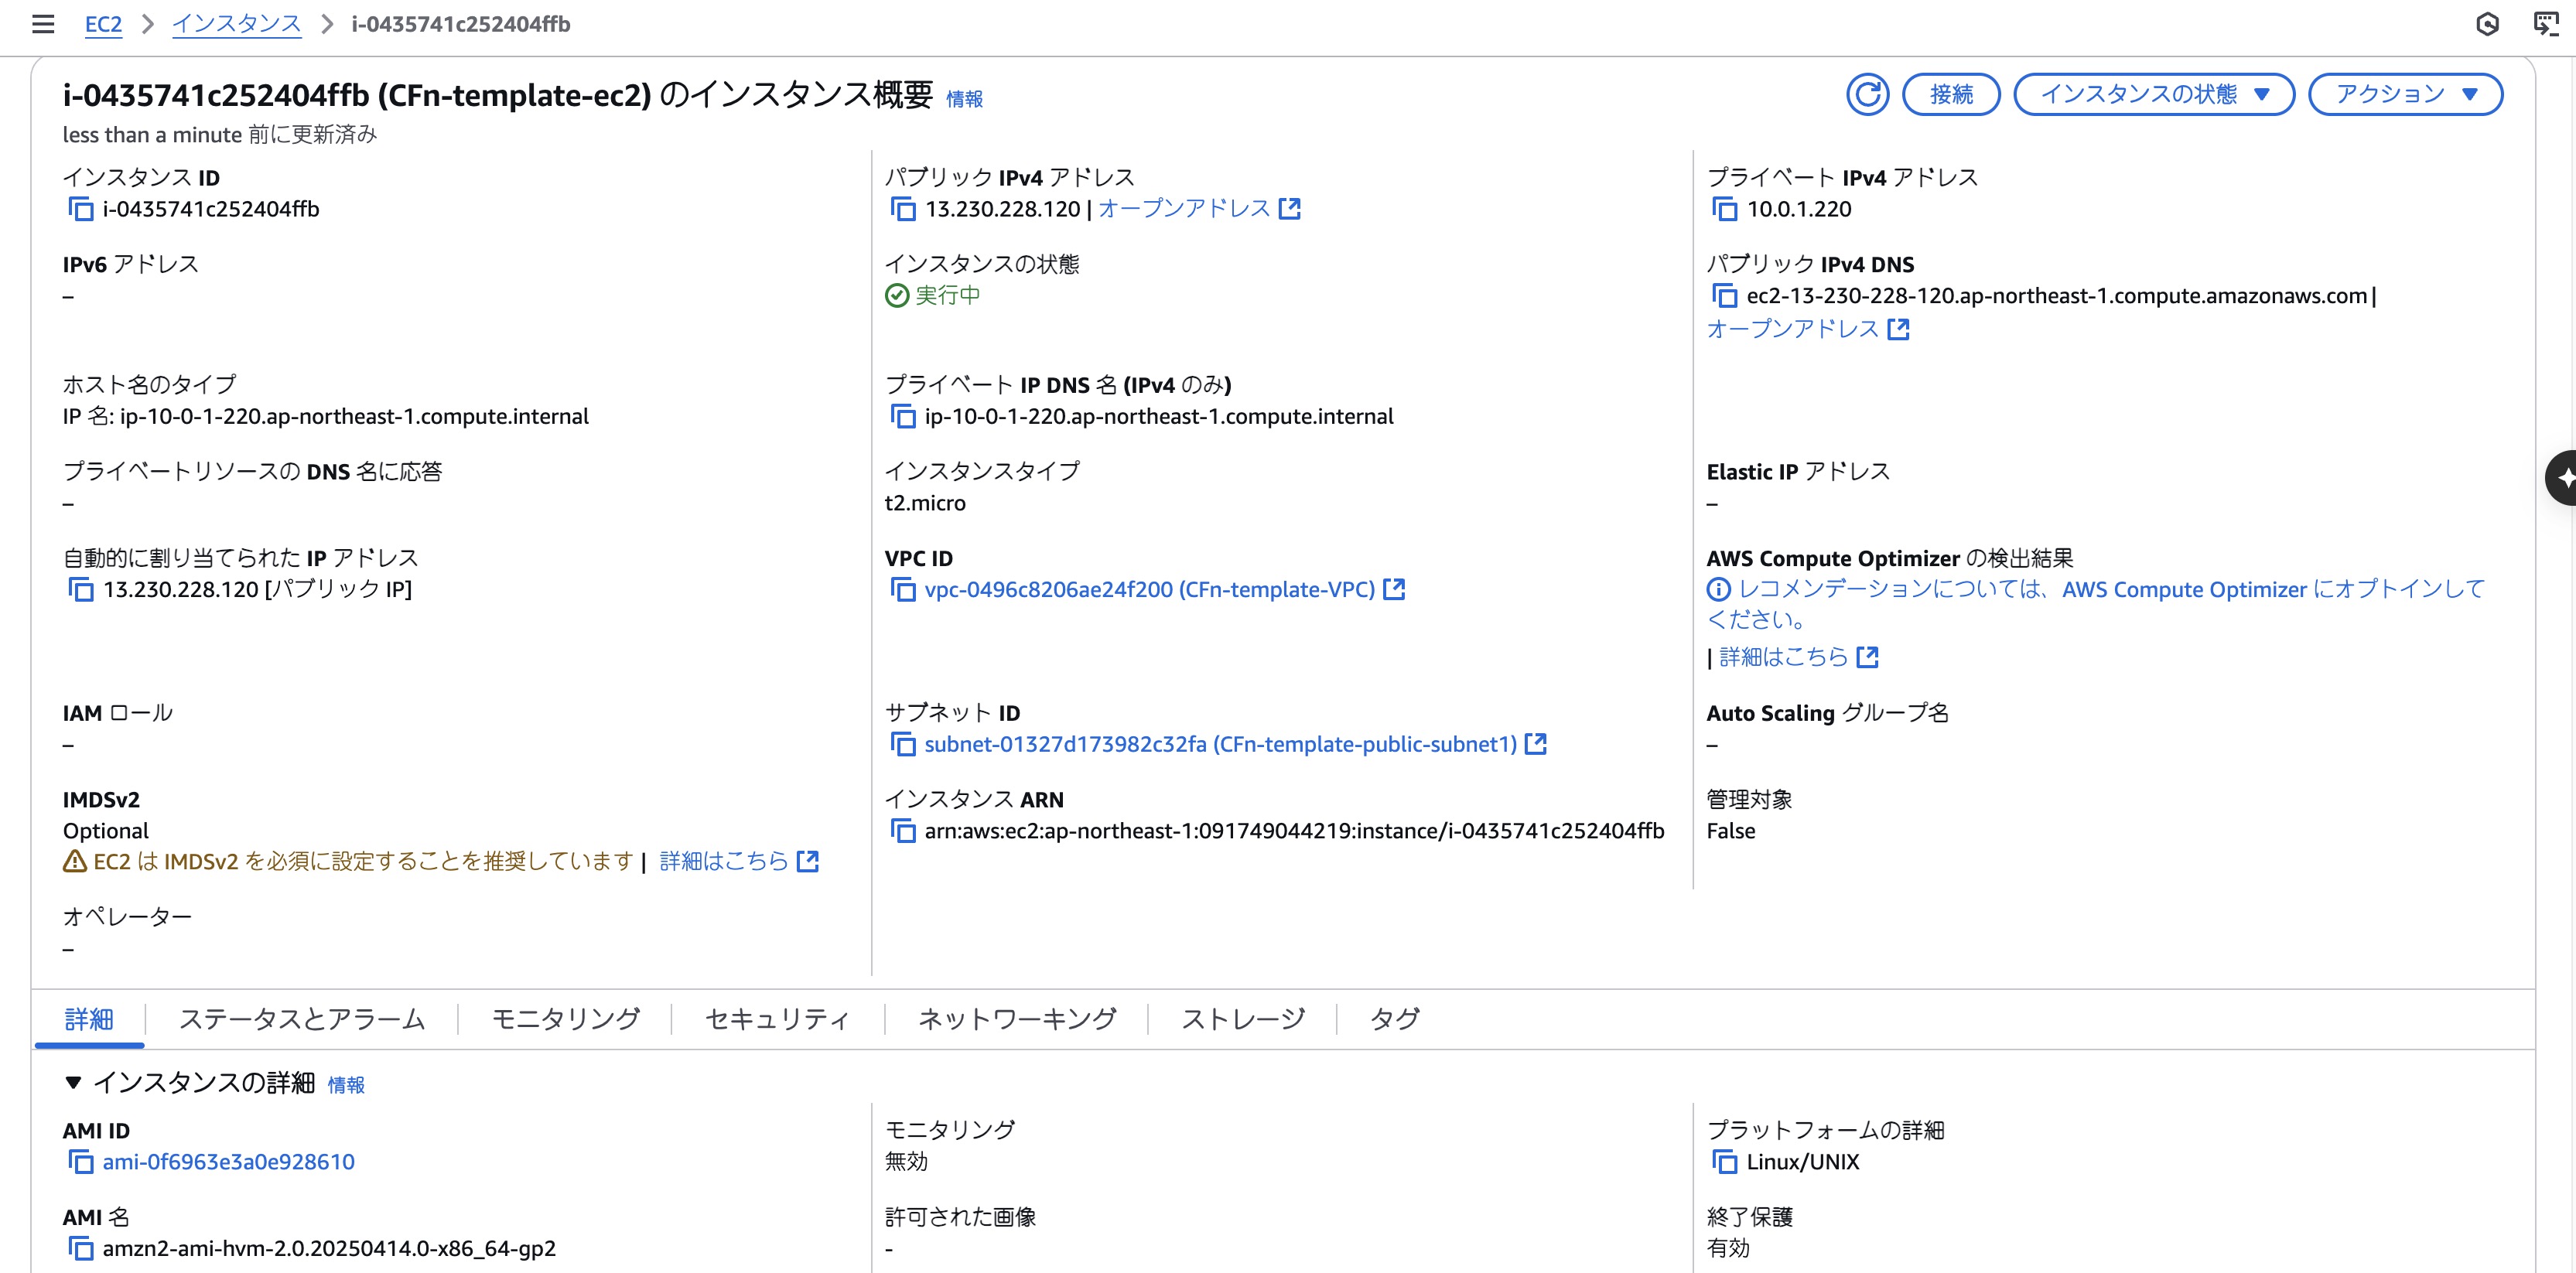 EC2 > インスタンス > i-0435741c252404ffb
i-0435741c252404ffb (CFn-template-ec2) のインスタンス概要 情報
接続
インスタンスの状態
アクション
less than a minute 前に更新済み
インスタンス ID
i-0435741c252404ffb
パブリック IPv4 アドレス
13.230.228.120 | オープンアドレス
プライベート IPv4 アドレス
10.0.1.220
IPv6 アドレス
–
インスタンスの状態
実行中
パブリック IPv4 DNS
ec2-13-230-228-120.ap-northeast-1.compute.amazonaws.com |
オープンアドレス
ホスト名のタイプ
IP 名: ip-10-0-1-220.ap-northeast-1.compute.internal
プライベート IP DNS 名 (IPv4 のみ)
ip-10-0-1-220.ap-northeast-1.compute.internal
プライベートリソースの DNS 名に応答
–
インスタンスタイプ
t2.micro
Elastic IP アドレス
–
自動的に割り当てられた IP アドレス
13.230.228.120 [パブリック IP]
VPC ID
vpc-0496c8206ae24f200 (CFn-template-VPC)
AWS Compute Optimizer の検出結果
レコメンデーションについては、AWS Compute Optimizer にオプトインして
ください。
| 詳細はこちら
IAM ロール
–
サブネット ID
subnet-01327d173982c32fa (CFn-template-public-subnet1)
Auto Scaling グループ名
–
IMDSv2
Optional
EC2 は IMDSv2 を必須に設定することを推奨しています | 詳細はこちら
インスタンス ARN
arn:aws:ec2:ap-northeast-1:091749044219:instance/i-0435741c252404ffb
管理対象
False
オペレーター
–
詳細
ステータスとアラーム
モニタリング
セキュリティ
ネットワーキング
ストレージ
タグ
▼ インスタンスの詳細 情報
AMI ID
ami-0f6963e3a0e928610
モニタリング
無効
プラットフォームの詳細
Linux/UNIX
AMI 名
amzn2-ami-hvm-2.0.20250414.0-x86_64-gp2
許可された画像
-
終了保護
有効